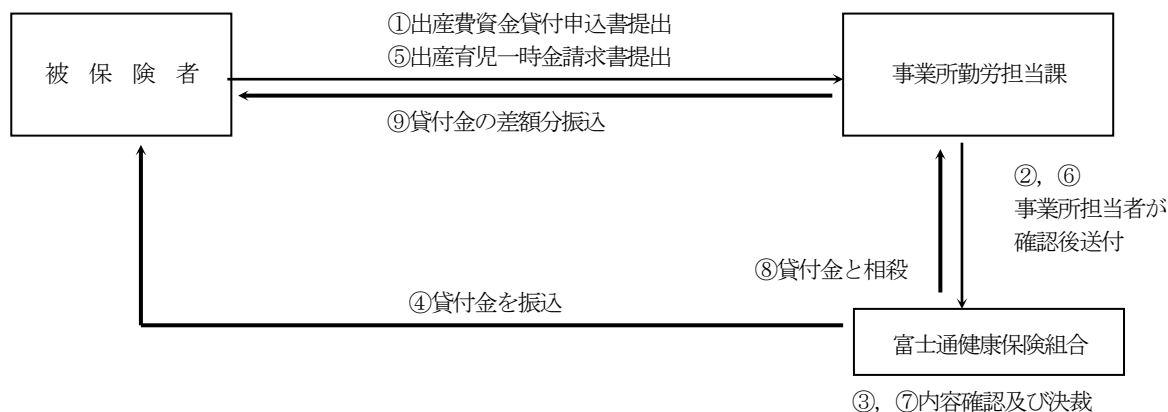 ①出産費資金貸付申込書提出
⑤出産育児一時金請求書提出
被 保 険 者
事業所勤労担当課
⑨貸付金の差額分振込
②, ⑥
事業所担当者が
確認後送付
⑧貸付金と相殺
④貸付金を振込
富士通健康保険組合
③, ⑦内容確認及び決裁